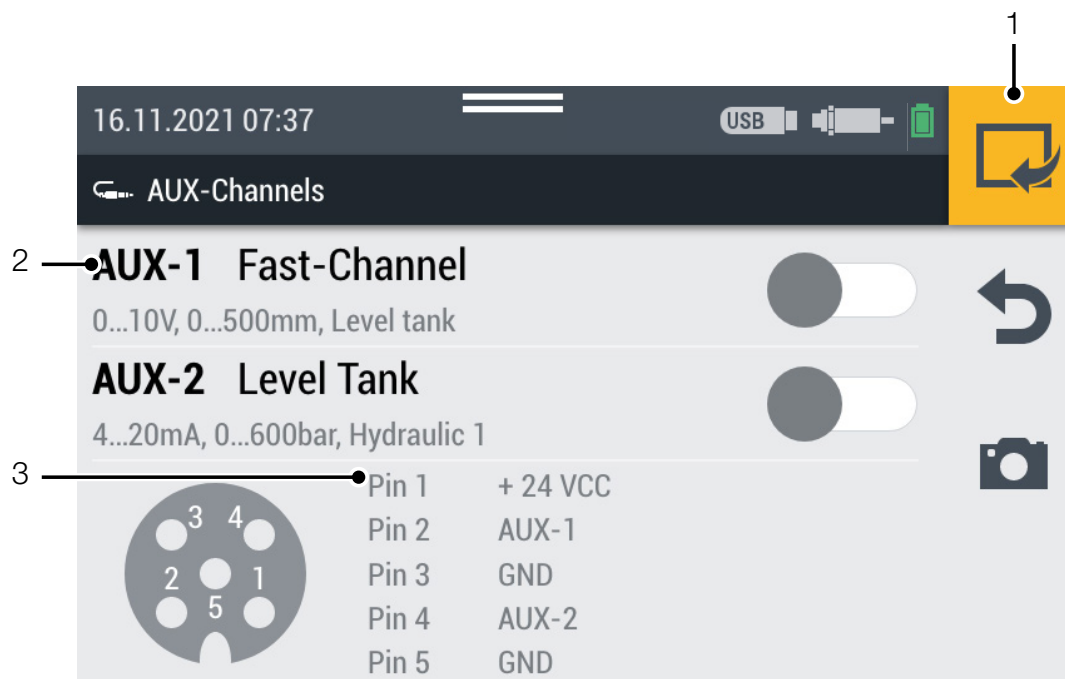 1
16.11.2021 07:37
USB
AUX-Channels
2
AUX-1 Fast-Channel
0...10V, 0...500mm, Level tank
AUX-2 Level Tank
4...20mA, 0...600bar, Hydraulic 1
3
Pin 1 + 24 VCC
Pin 2 AUX-1
Pin 3 GND
Pin 4 AUX-2
Pin 5 GND
3 4
2 1
5